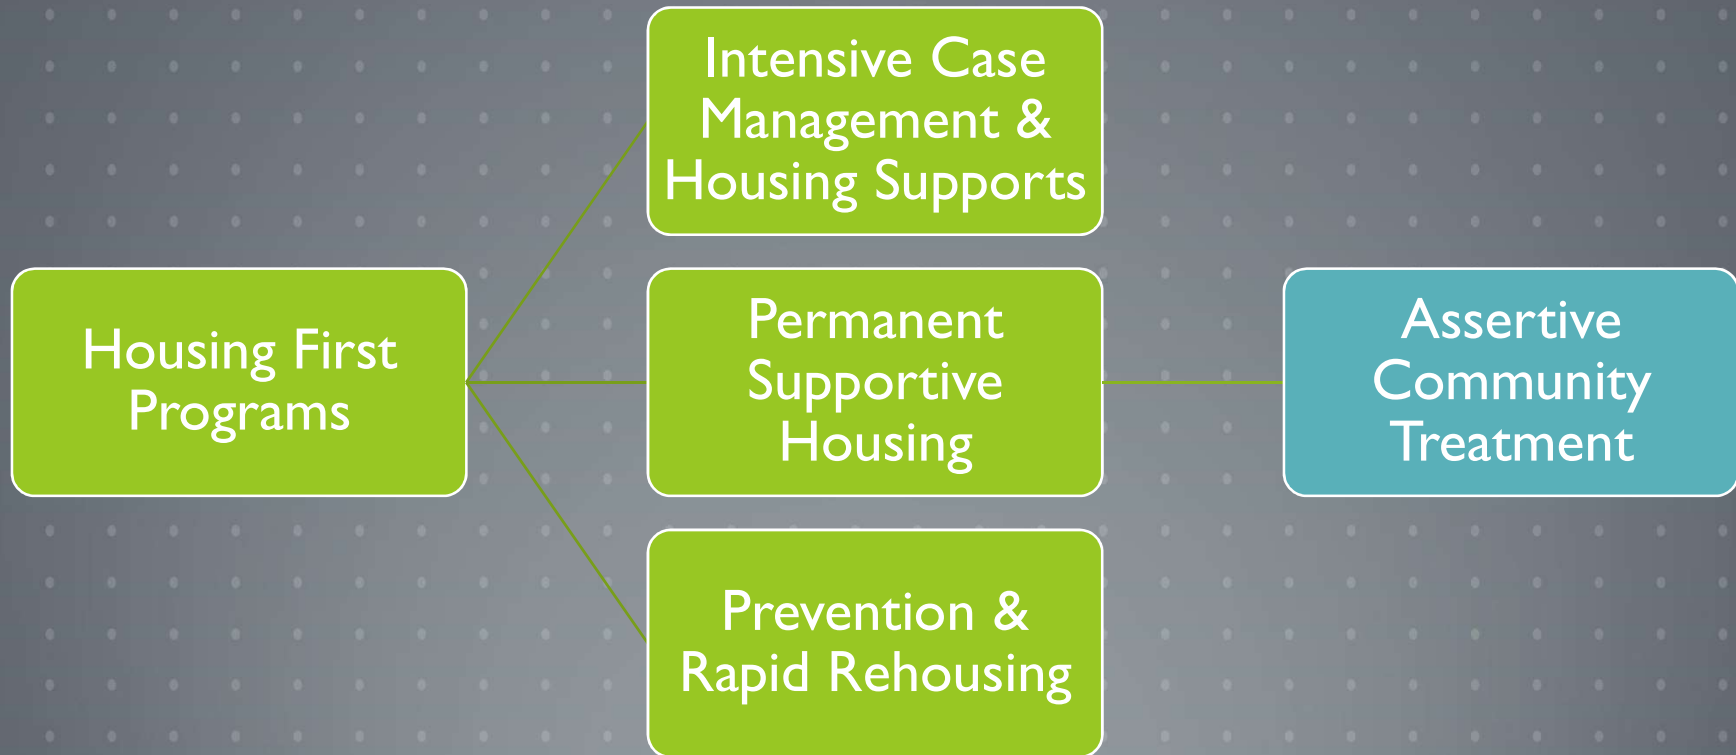 Intensive Case
Management &
Housing Supports
Housing First
Programs
Permanent
Supportive
Housing
Assertive
Community
Treatment
Prevention &
Rapid Rehousing